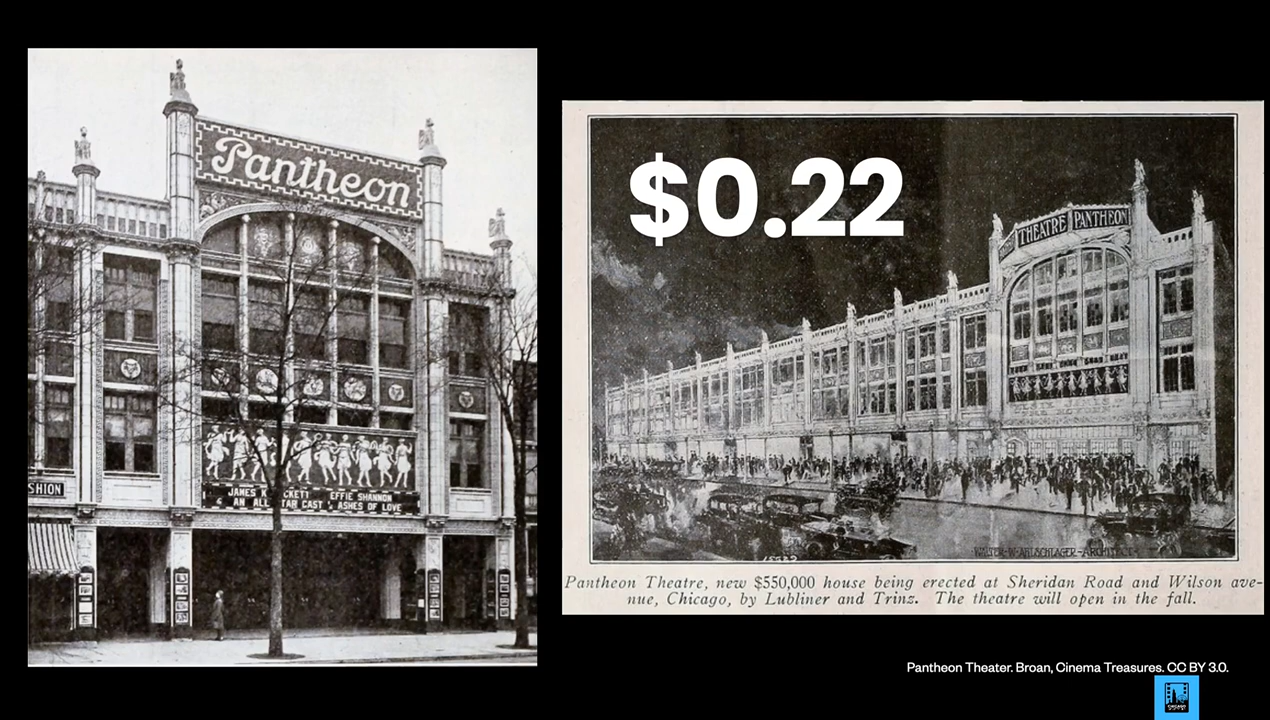 Pantheon
SHION
JAMES K. CKETT EFFIE SHANNON
AN ALL STAR CAST ASHES OF LOVE
$0.22
THEATRE PANTHEON
WALTER·W·AHLSCHLAGER-ARCHITECT
Pantheon Theatre, new $550,000 house being erected at Sheridan Road and Wilson ave-
nue, Chicago, by Lubliner and Trinz. The theatre will open in the fall.
Pantheon Theater. Broan, Cinema Treasures. CC BY 3.0.
CHICAGO